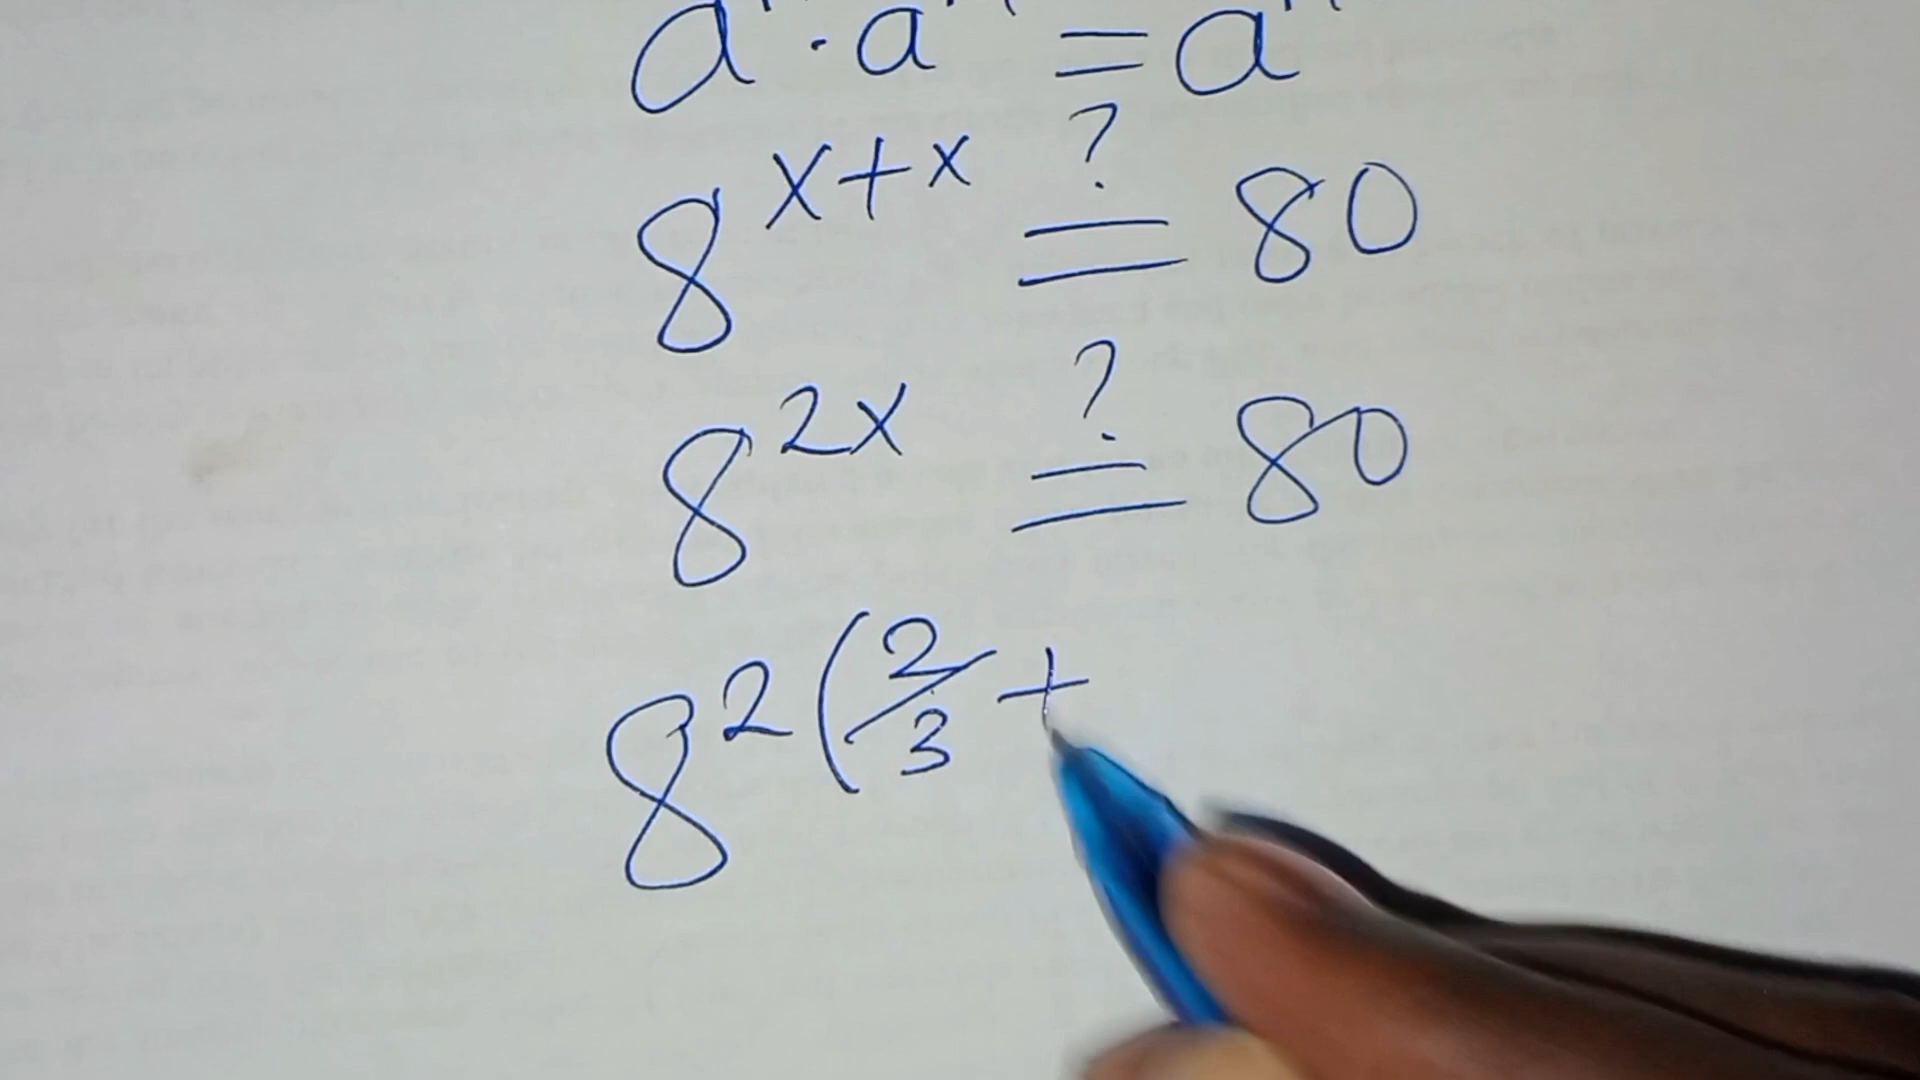 a · a = a
8^{x+x} ≟ 80
8^{2x} ≟ 80
8^{2(2/3 +